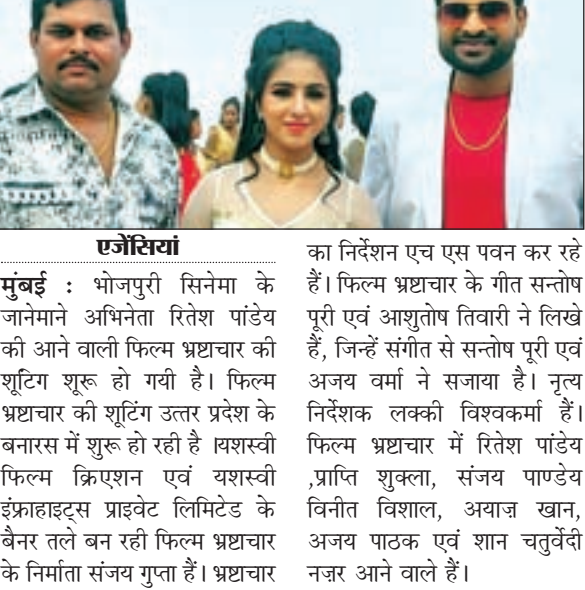 एजेंसियां
मुंबई : भोजपुरी सिनेमा के
जानेमाने अभिनेता रितेश पांडेय
की आने वाली फिल्म भ्रष्टाचार की
शूटिंग शुरू हो गयी है। फिल्म
भ्रष्टाचार की शूटिंग उत्तर प्रदेश के
बनारस में शुरू हो रही है ।यशस्वी
फिल्म क्रिएशन एवं यशस्वी
इंफ्राहाइट्स प्राइवेट लिमिटेड के
बैनर तले बन रही फिल्म भ्रष्टाचार
के निर्माता संजय गुप्ता हैं। भ्रष्टाचार
का निर्देशन एच एस पवन कर रहे
हैं। फिल्म भ्रष्टाचार के गीत सन्तोष
पूरी एवं आशुतोष तिवारी ने लिखे
हैं, जिन्हें संगीत से सन्तोष पूरी एवं
अजय वर्मा ने सजाया है। नृत्य
निर्देशक लक्की विश्वकर्मा हैं।
फिल्म भ्रष्टाचार में रितेश पांडेय
,प्राप्ति शुक्ला, संजय पाण्डेय
विनीत विशाल, अयाज़ खान,
अजय पाठक एवं शान चतुर्वेदी
नज़र आने वाले हैं।